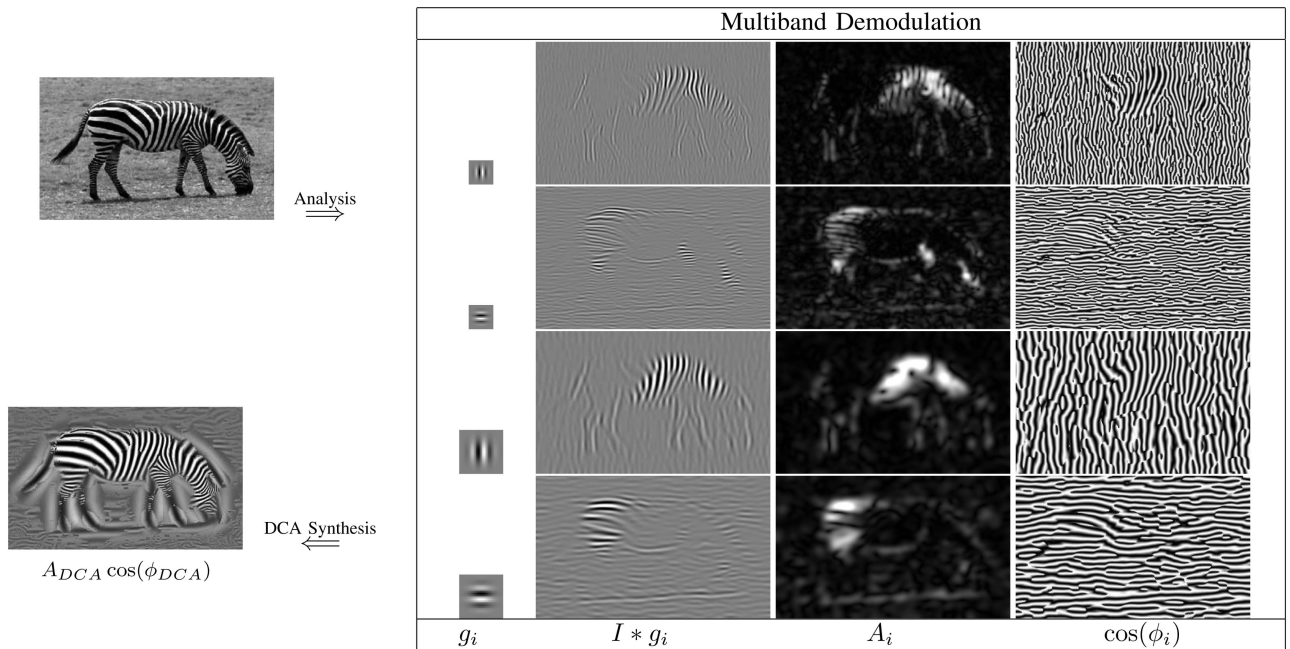 Multiband Demodulation
Analysis
⇒
DCA Synthesis
⇐
A_{DCA} cos(ϕ_{DCA})
g_i I ∗ g_i A_i cos(ϕ_i)